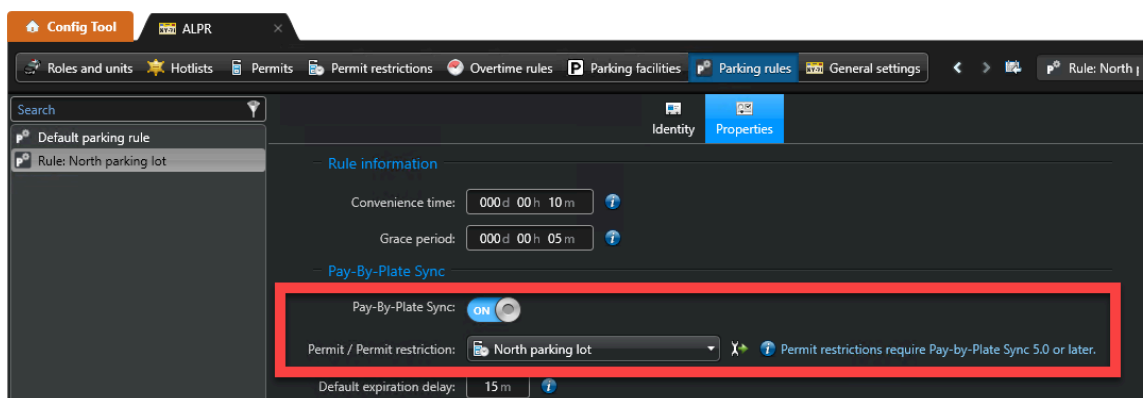 Config Tool
ALPR
Roles and units Hotlists Permits Permit restrictions Overtime rules Parking facilities Parking rules General settings Rule: North
Search
Identity Properties
Default parking rule
Rule: North parking lot
Rule information
Convenience time: 000 d 00 h 10 m
Grace period: 000 d 00 h 05 m
Pay-By-Plate Sync
Pay-By-Plate Sync: ON
Permit / Permit restriction: North parking lot Permit restrictions require Pay-by-Plate Sync 5.0 or later.
Default expiration delay: 15 m